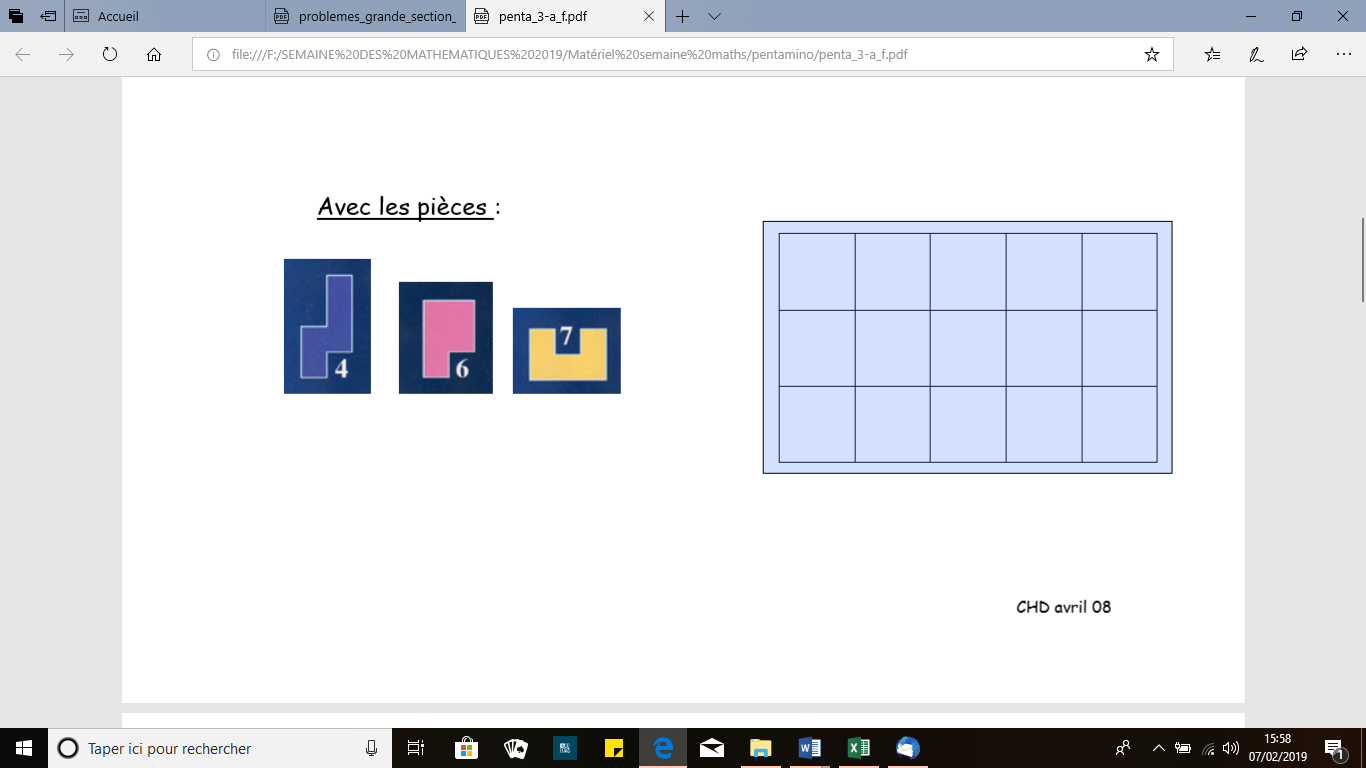 Accueil
problemes_grande_section_
penta_3-a_f.pdf
file:///F:/SEMAINE%20DES%20MATHEMATIQUES%202019/Matériel%20semaine%20maths/pentamino/penta_3-a_f.pdf
Avec les pièces :
4
6
7
CHD avril 08
Taper ici pour rechercher
15:58
07/02/2019
1